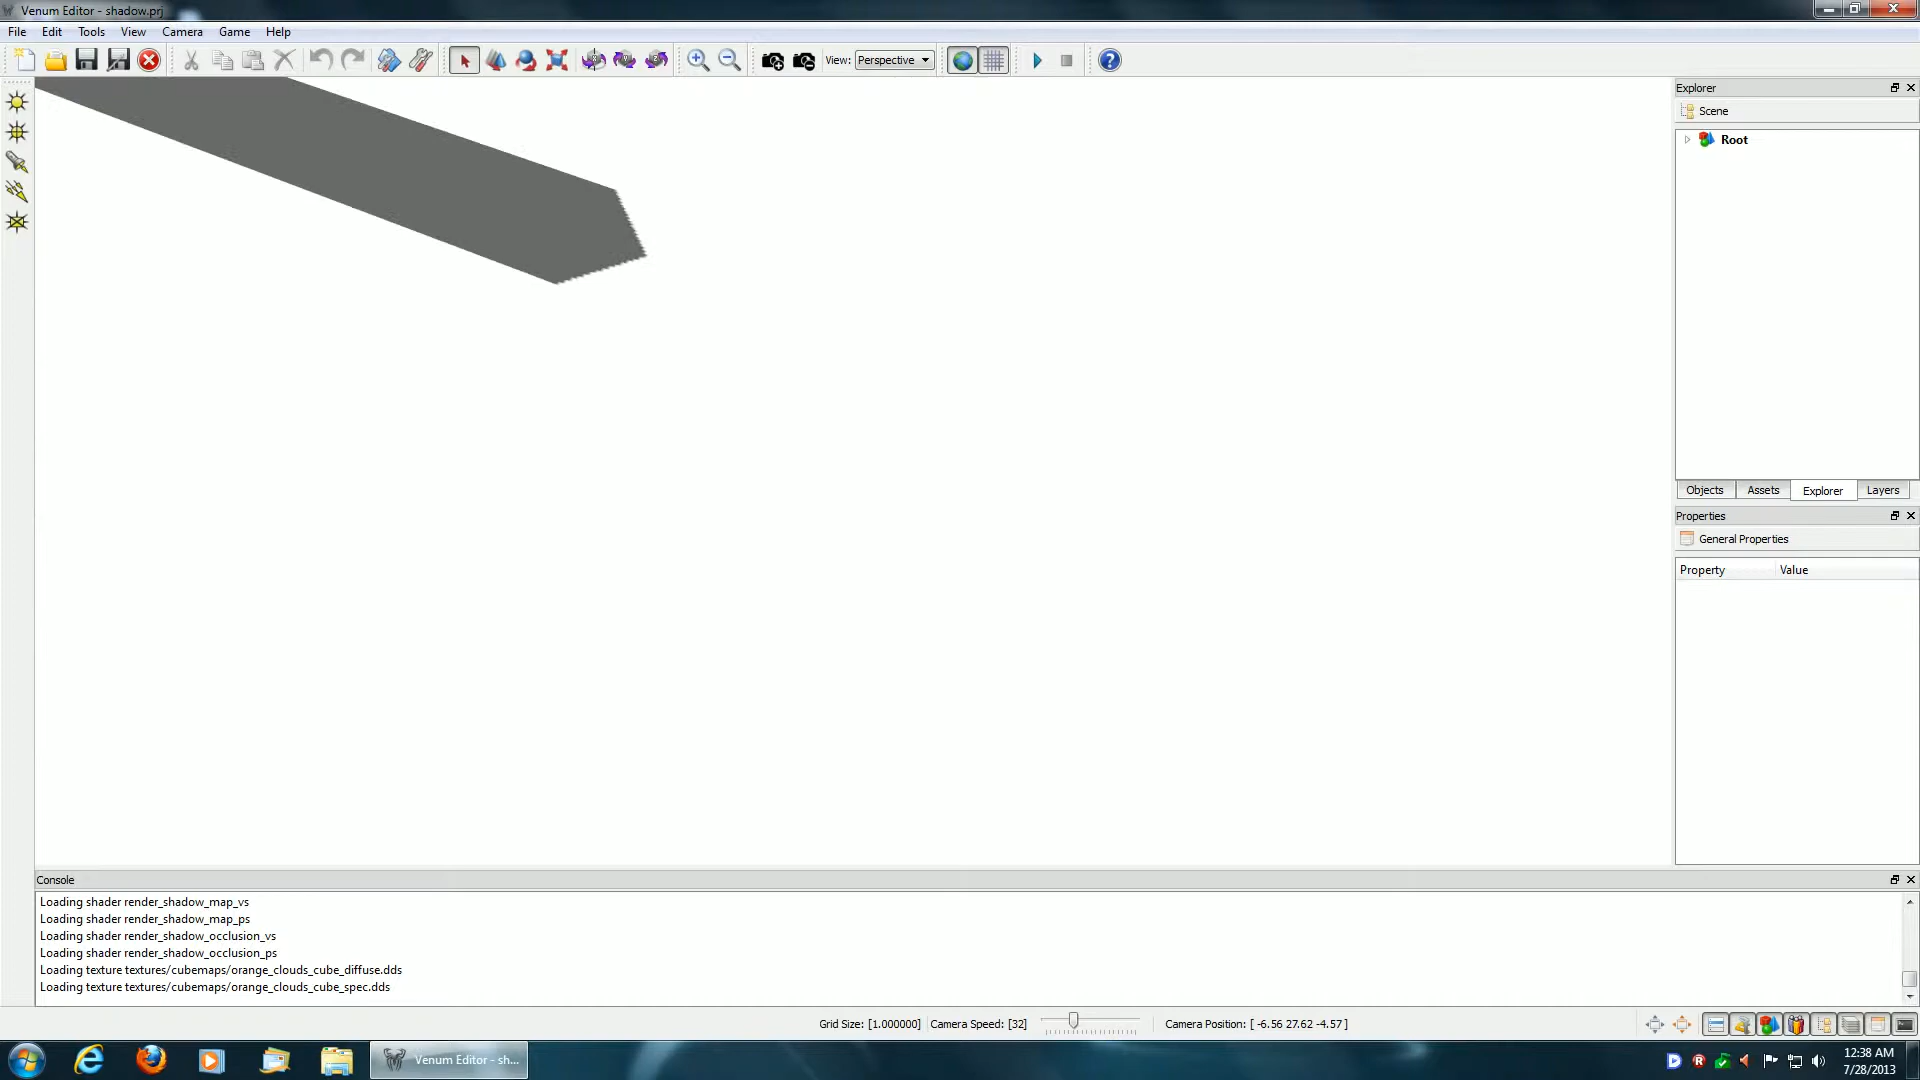 Venum Editor - shadow.prj
File Edit Tools View Camera Game Help
View: Perspective
Explorer
Scene
Root
Objects Assets Explorer Layers
Properties
General Properties
Property Value
Console
Loading shader render_shadow_map_vs
Loading shader render_shadow_map_ps
Loading shader render_shadow_occlusion_vs
Loading shader render_shadow_occlusion_ps
Loading texture textures/cubemaps/orange_clouds_cube_diffuse.dds
Loading texture textures/cubemaps/orange_clouds_cube_spec.dds
Grid Size: [1.000000] Camera Speed: [32] Camera Position: [ -6.56 27.62 -4.57 ]
Venum Editor - sh...
12:38 AM
7/28/2013